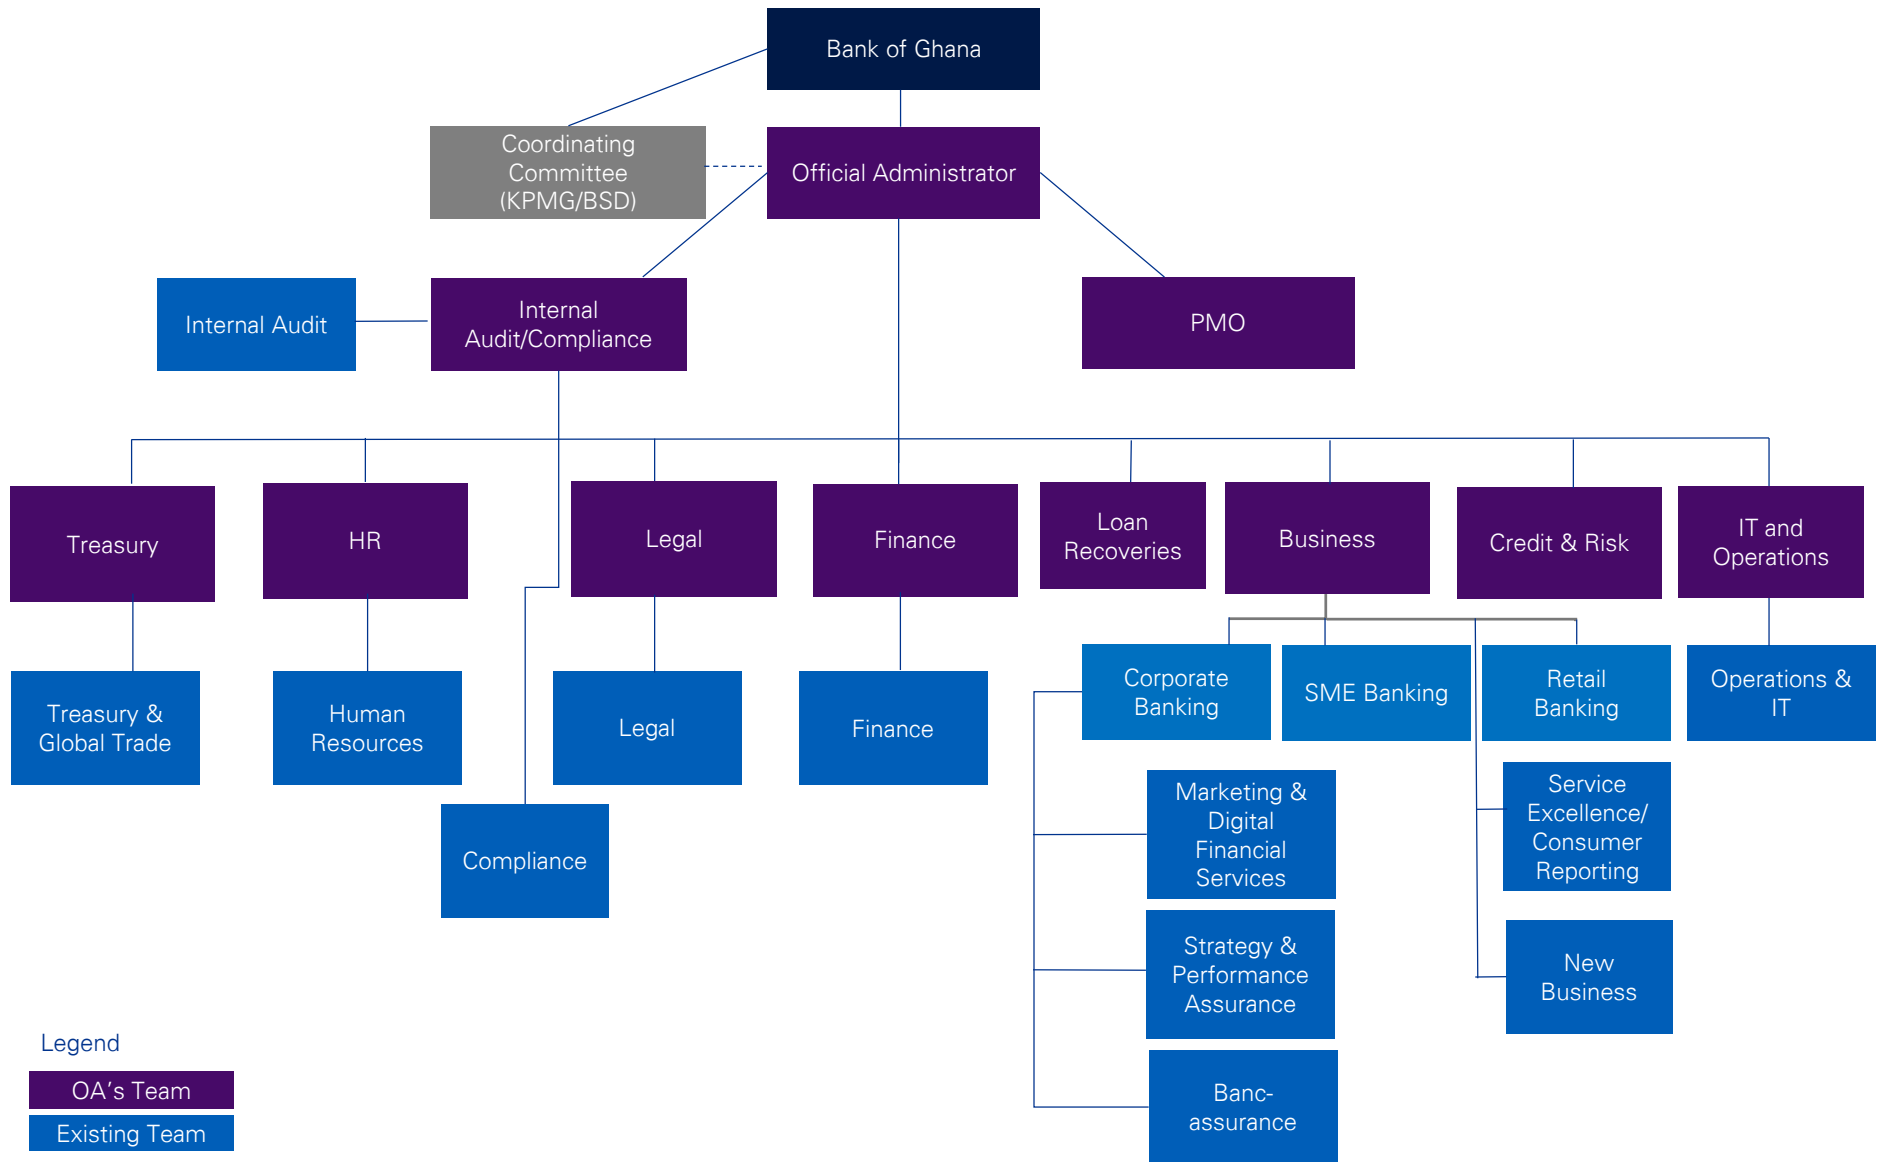 Bank of Ghana
Coordinating
Committee
(KPMG/BSD)
Official Administrator
Internal Audit
Internal
Audit/Compliance
PMO
Treasury
HR
Legal
Finance
Loan
Recoveries
Business
Credit & Risk
IT and
Operations
Treasury &
Global Trade
Human
Resources
Legal
Finance
Corporate
Banking
SME Banking
Retail
Banking
Operations &
IT
Compliance
Marketing &
Digital
Financial
Services
Service
Excellence/
Consumer
Reporting
Strategy &
Performance
Assurance
New
Business
Banc-
assurance
Legend
OA’s Team
Existing Team